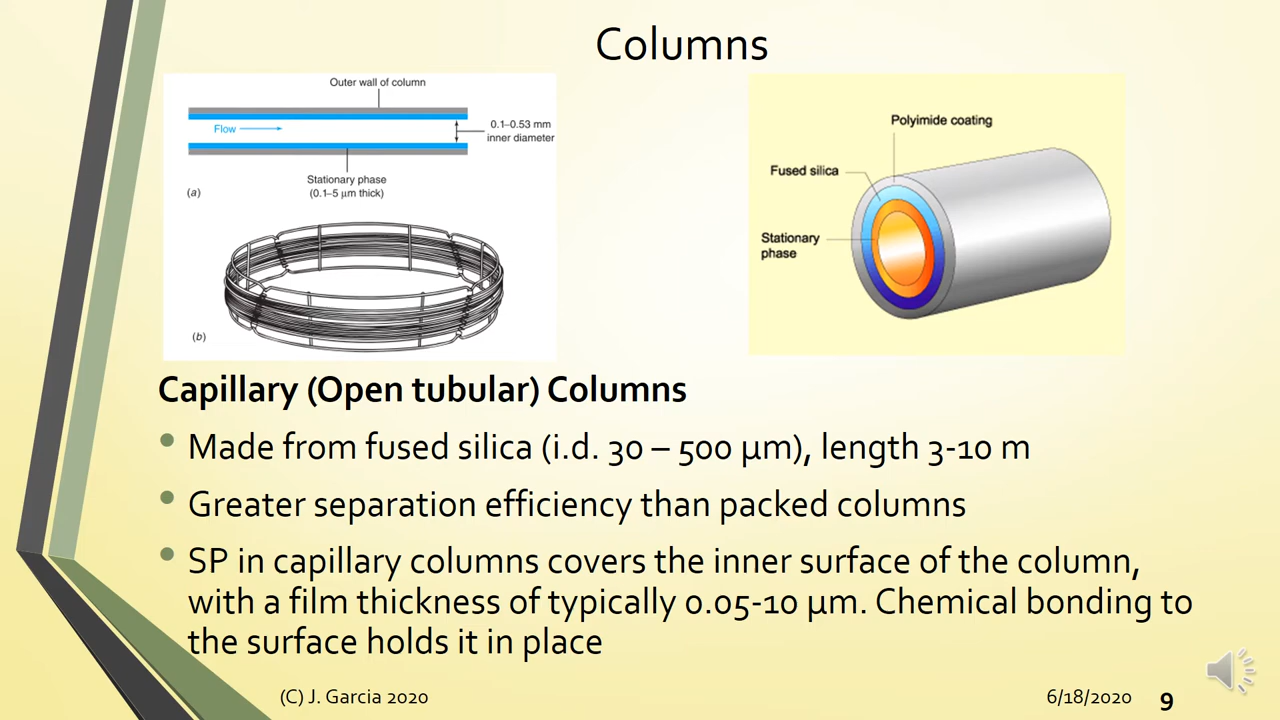 Columns
Outer wall of column
Flow
0.1–0.53 mm
inner diameter
Stationary phase
(0.1–5 μm thick)
(a)
(b)
Polyimide coating
Fused silica
Stationary
phase
Capillary (Open tubular) Columns
• Made from fused silica (i.d. 30 – 500 μm), length 3-10 m
• Greater separation efficiency than packed columns
• SP in capillary columns covers the inner surface of the column,
with a film thickness of typically 0.05-10 μm. Chemical bonding to
the surface holds it in place
(C) J. Garcia 2020
6/18/2020
9